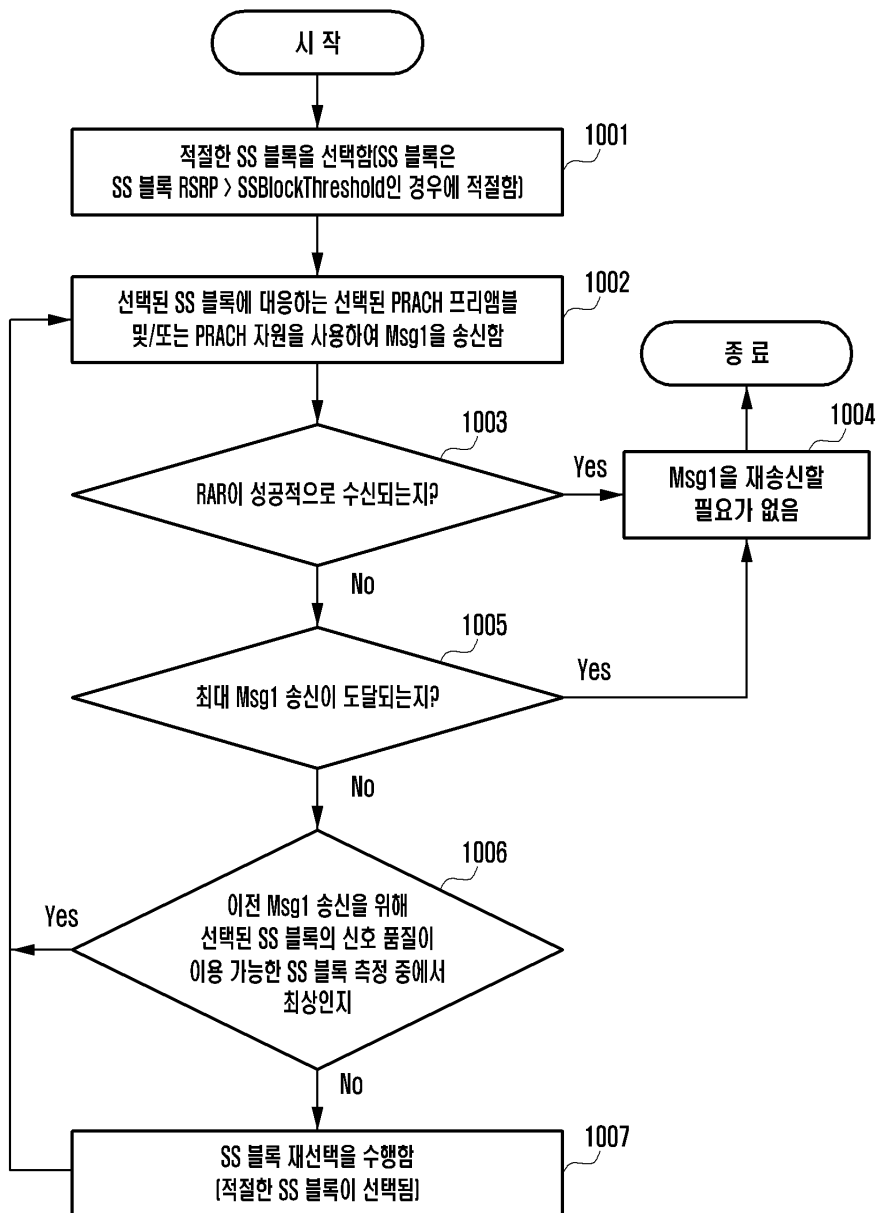 시 작
1001
적절한 SS 블록을 선택함(SS 블록은
SS 블록 RSRP > SSBlockThreshold인 경우에 적절함)
1002
선택된 SS 블록에 대응하는 선택된 PRACH 프리앰블
및/또는 PRACH 자원을 사용하여 Msg1을 송신함
종 료
1003
RAR이 성공적으로 수신되는지?
Yes
1004
Msg1을 재송신할
필요가 없음
No
1005
최대 Msg1 송신이 도달되는지?
Yes
No
1006
이전 Msg1 송신을 위해
선택된 SS 블록의 신호 품질이
이용 가능한 SS 블록 측정 중에서
최상인지
Yes
No
1007
SS 블록 재선택을 수행함
(적절한 SS 블록이 선택됨)